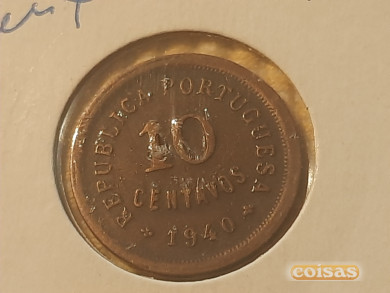 REPUBLICA PORTUGUESA
10
CENTAVOS
* 1940 *
coisas